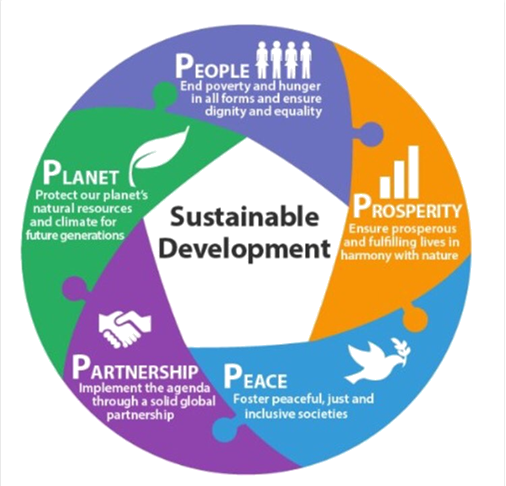 PEOPLE
End poverty and hunger
in all forms and ensure
dignity and equality
PLANET
Protect our planet's
natural resources
and climate for
future generations
Sustainable
Development
PROSPERITY
Ensure prosperous
and fulfilling lives in
harmony with nature
PARTNERSHIP
Implement the agenda
through a solid global
partnership
PEACE
Foster peaceful, just and
inclusive societies